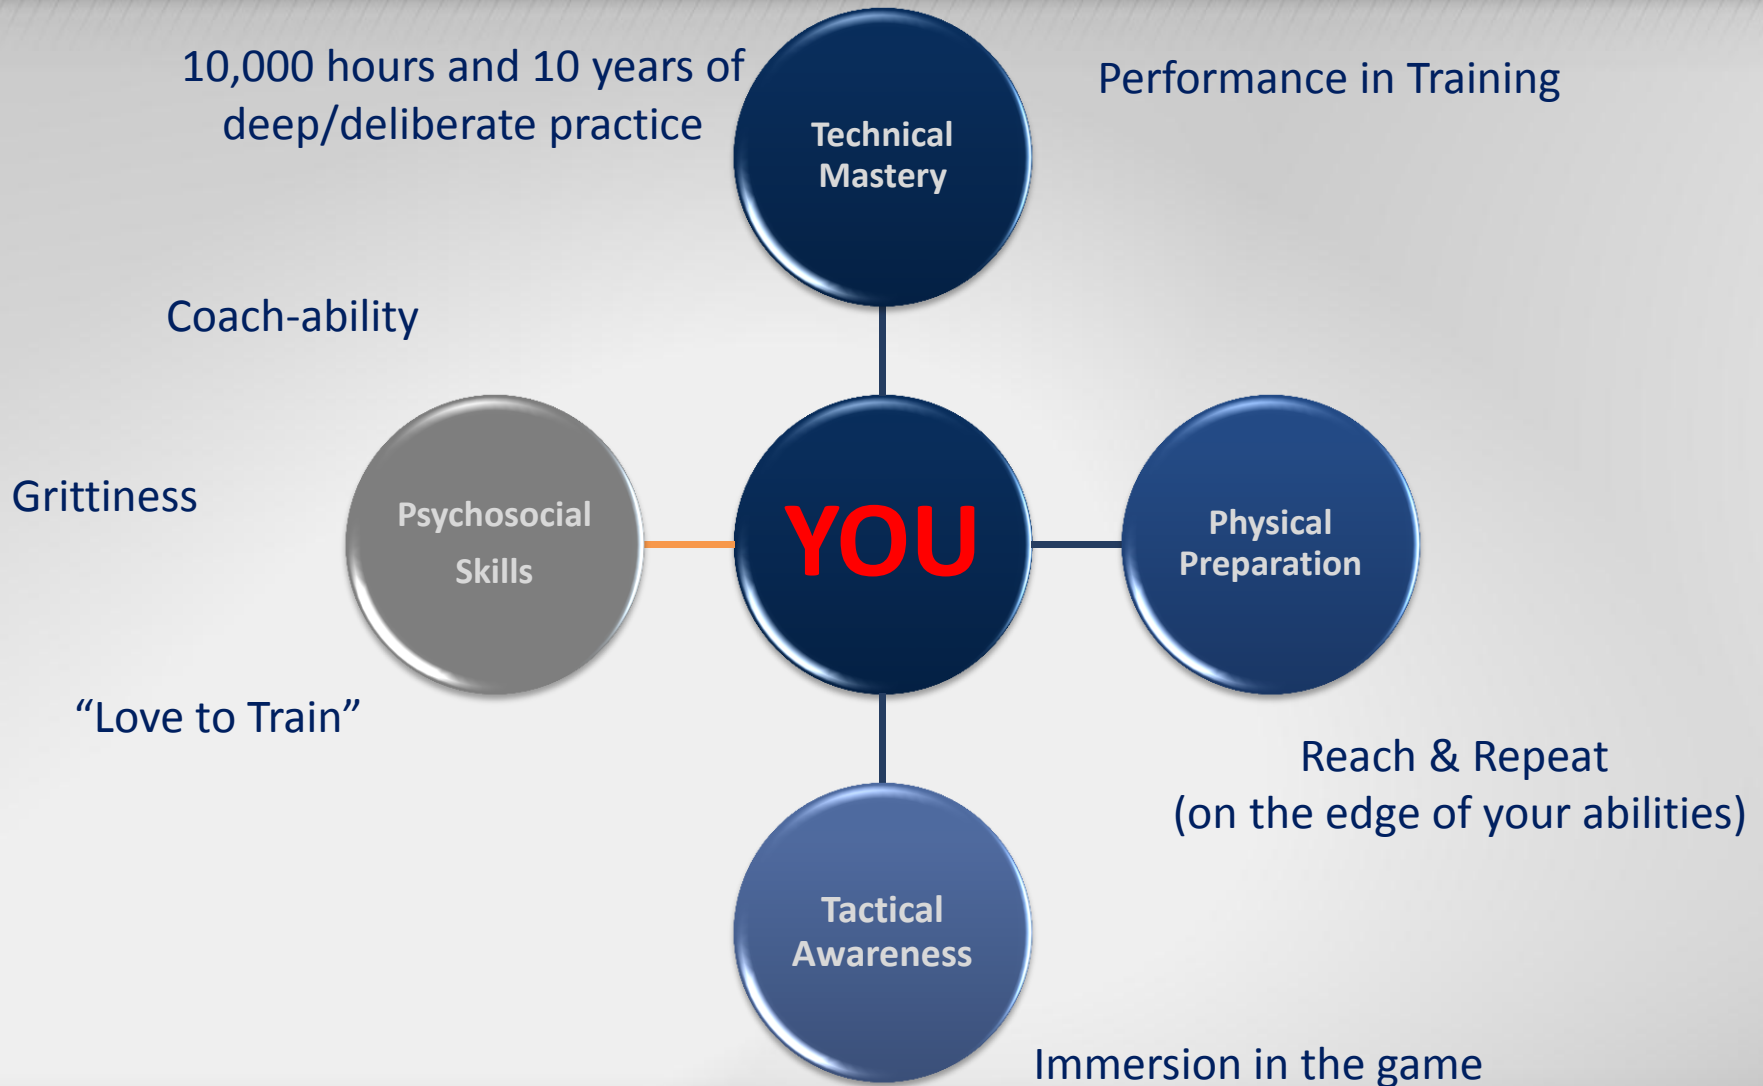 10,000 hours and 10 years of
deep/deliberate practice
Performance in Training
Technical
Mastery
Coach-ability
Grittiness
Psychosocial
Skills
YOU
Physical
Preparation
“Love to Train”
Reach & Repeat
(on the edge of your abilities)
Tactical
Awareness
Immersion in the game